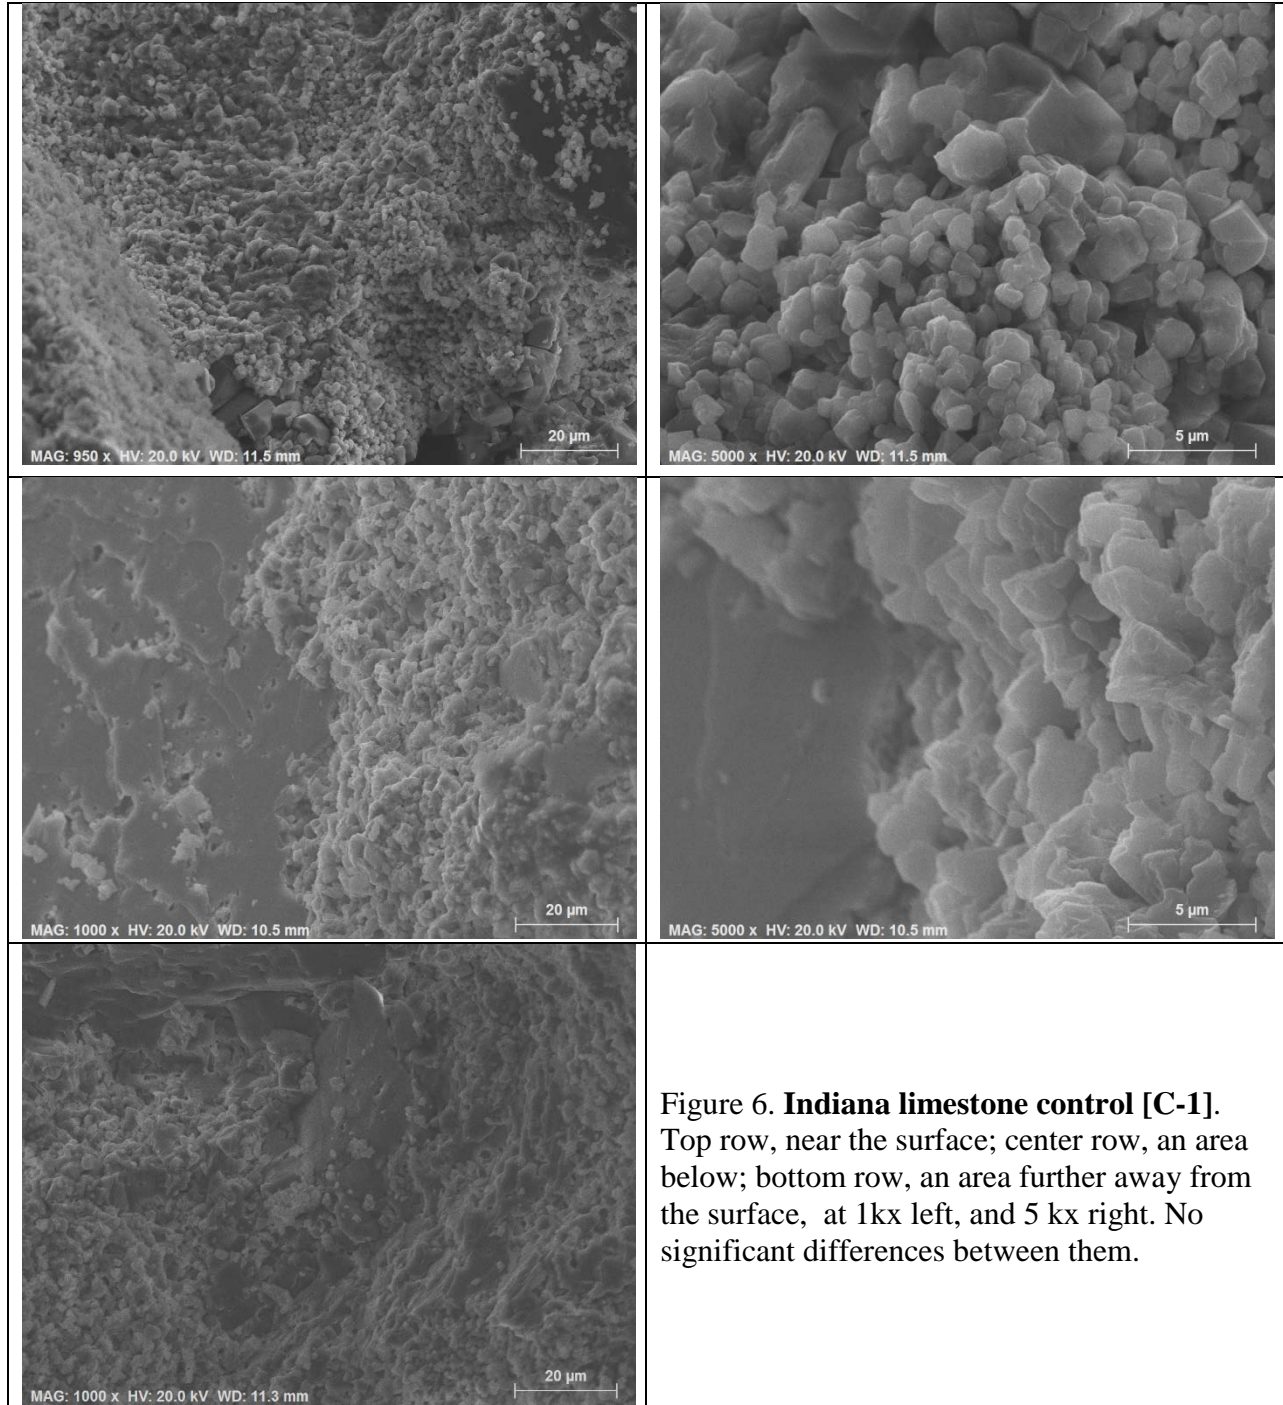 20 µm
MAG: 950 x HV: 20.0 kV WD: 11.5 mm
5 µm
MAG: 5000 x HV: 20.0 kV WD: 11.5 mm
20 µm
MAG: 1000 x HV: 20.0 kV WD: 10.5 mm
5 µm
MAG: 5000 x HV: 20.0 kV WD: 10.5 mm
20 µm
MAG: 1000 x HV: 20.0 kV WD: 11.3 mm
Figure 6. Indiana limestone control [C-1].
Top row, near the surface; center row, an area
below; bottom row, an area further away from
the surface,  at 1kx left, and 5 kx right. No
significant differences between them.